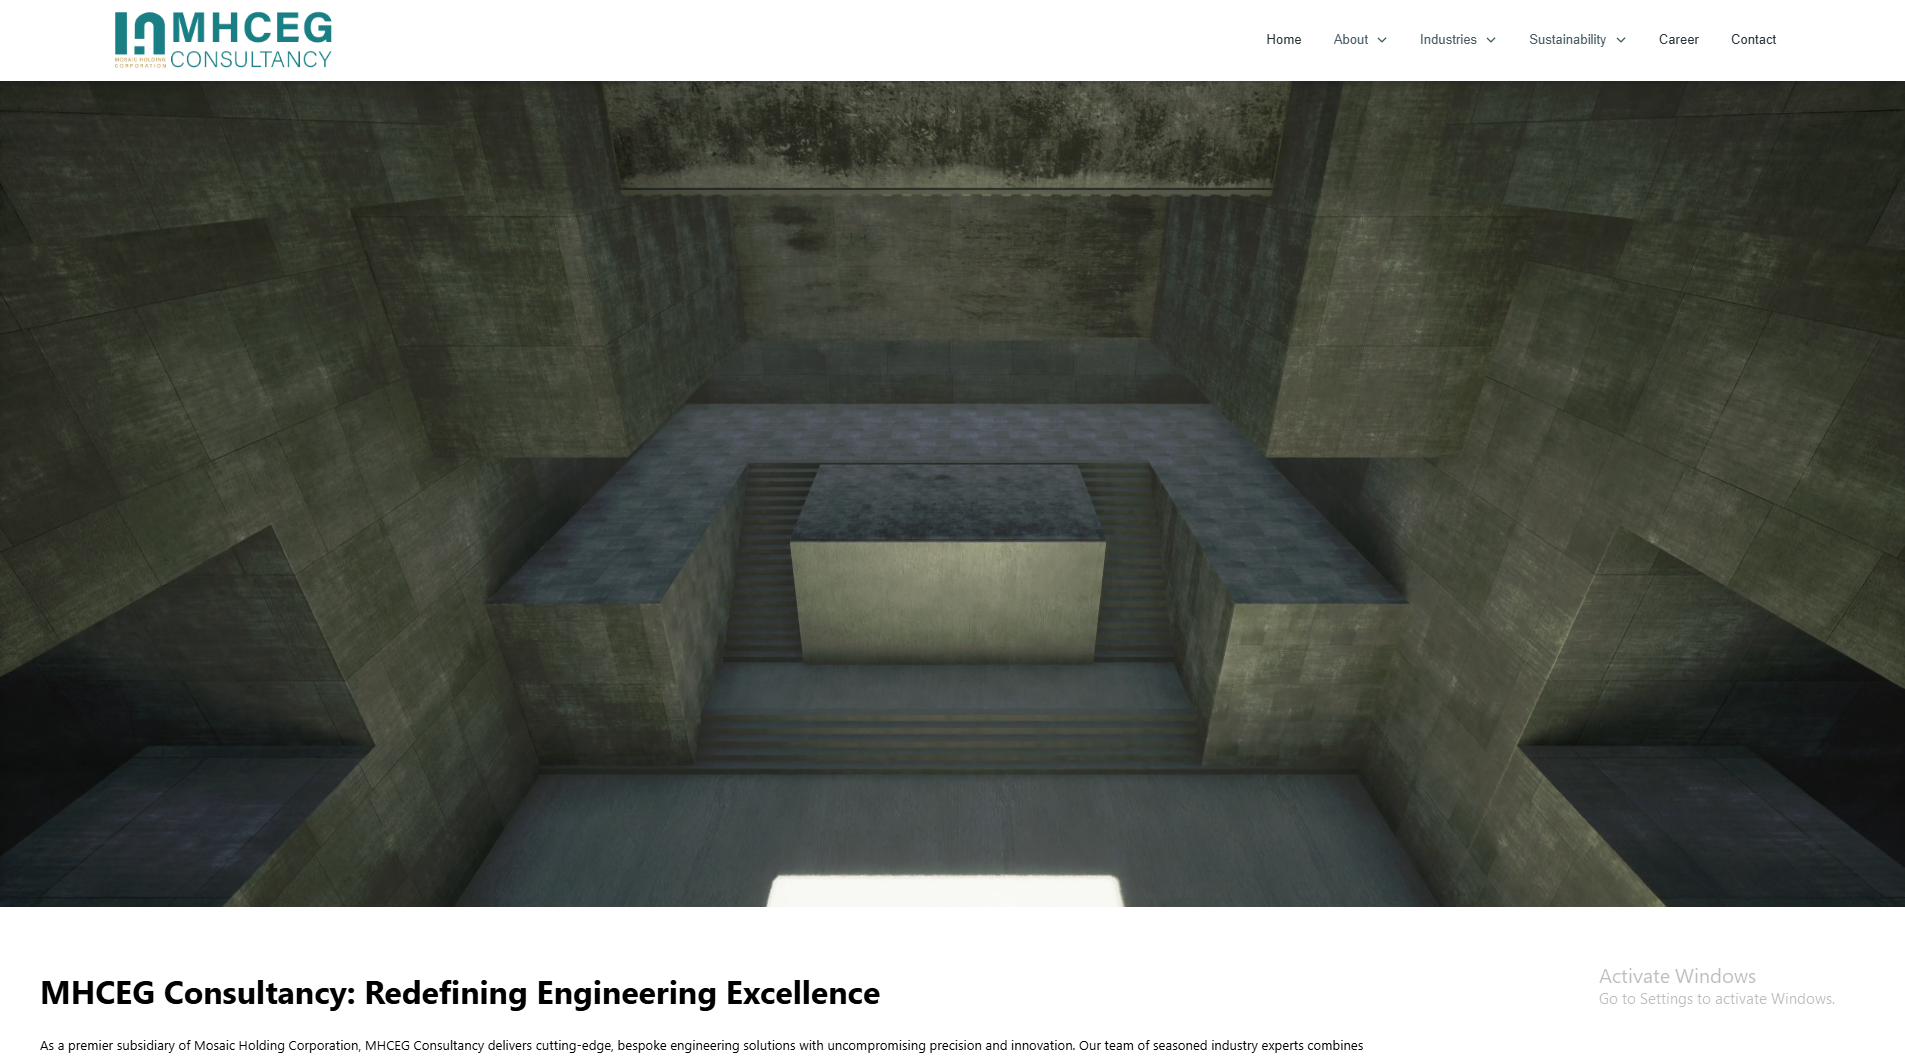 MHCEG
CONSULTANCY
MOSAIC HOLDING
CORPORATION
Home About Industries Sustainability Career Contact
MHCEG Consultancy: Redefining Engineering Excellence
Activate Windows
Go to Settings to activate Windows.
As a premier subsidiary of Mosaic Holding Corporation, MHCEG Consultancy delivers cutting-edge, bespoke engineering solutions with uncompromising precision and innovation. Our team of seasoned industry experts combines